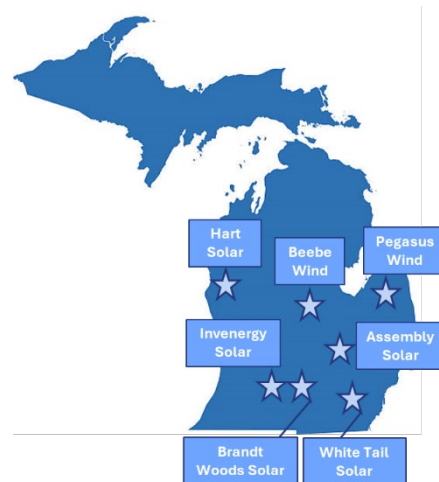 Hart
Solar
Beebe
Wind
Pegasus
Wind
Invenergy
Solar
Assembly
Solar
Brandt
Woods Solar
White Tail
Solar